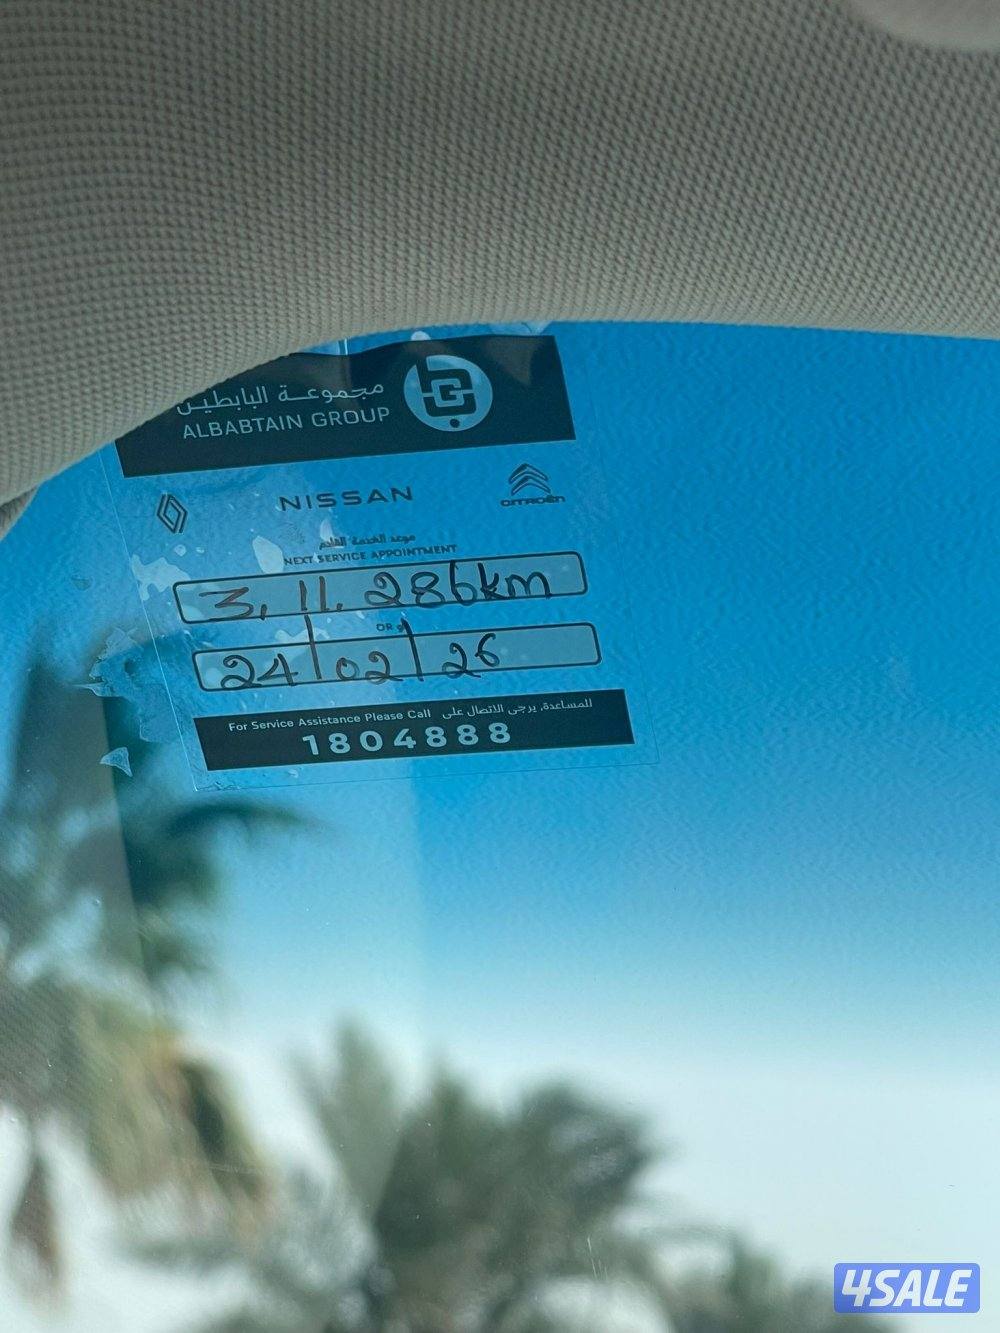 مجموعة البابطين
ALBABTAIN GROUP
NISSAN
CITROËN
موعد الخدمة القادم
NEXT SERVICE APPOINTMENT
3,11,286km
OR أو
24/02/26
For Service Assistance Please Call للمساعدة، يرجى الاتصال على
1804888
4SALE